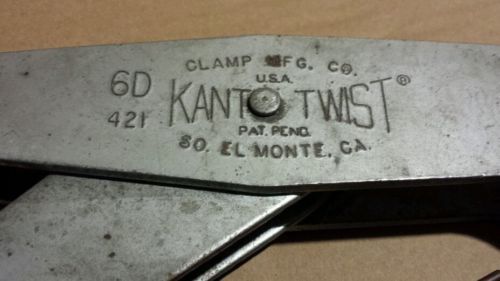 CLAMP MFG. CO.
U.S.A.
6D
KANT TWIST®
421
PAT. PEND.
SO. EL MONTE, CA.